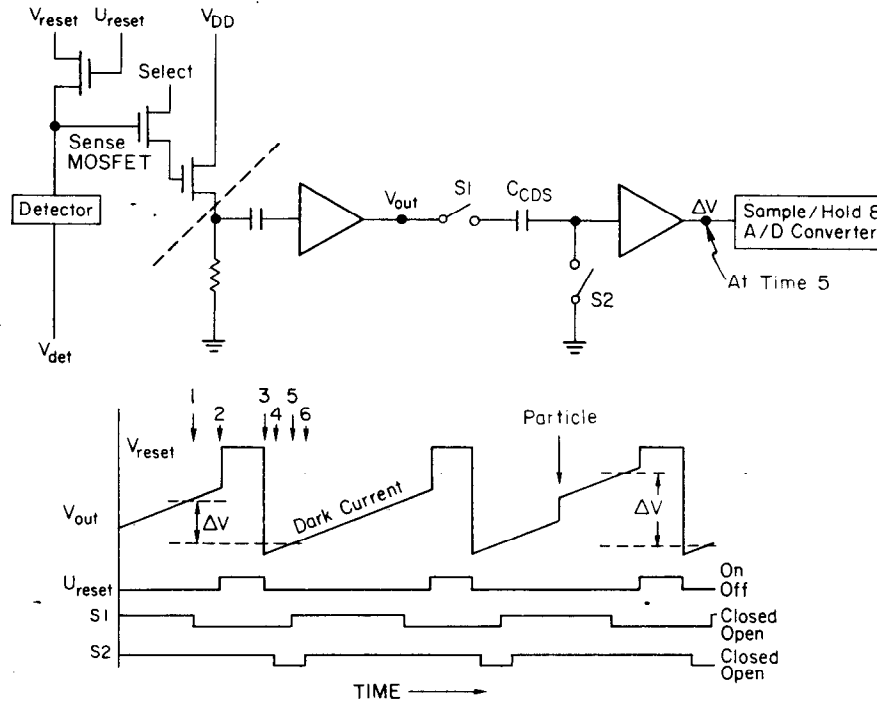 Vreset Ureset VDD
Select
Sense
MOSFET
Detector
Vdet
Vout S1 CCDS
S2
ΔV
Sample/Hold &
A/D Converter
At Time 5
1 2 3 4 5 6
Particle
Vreset
Vout
ΔV
Dark Current
ΔV
Ureset
On
Off
S1
Closed
Open
S2
Closed
Open
TIME